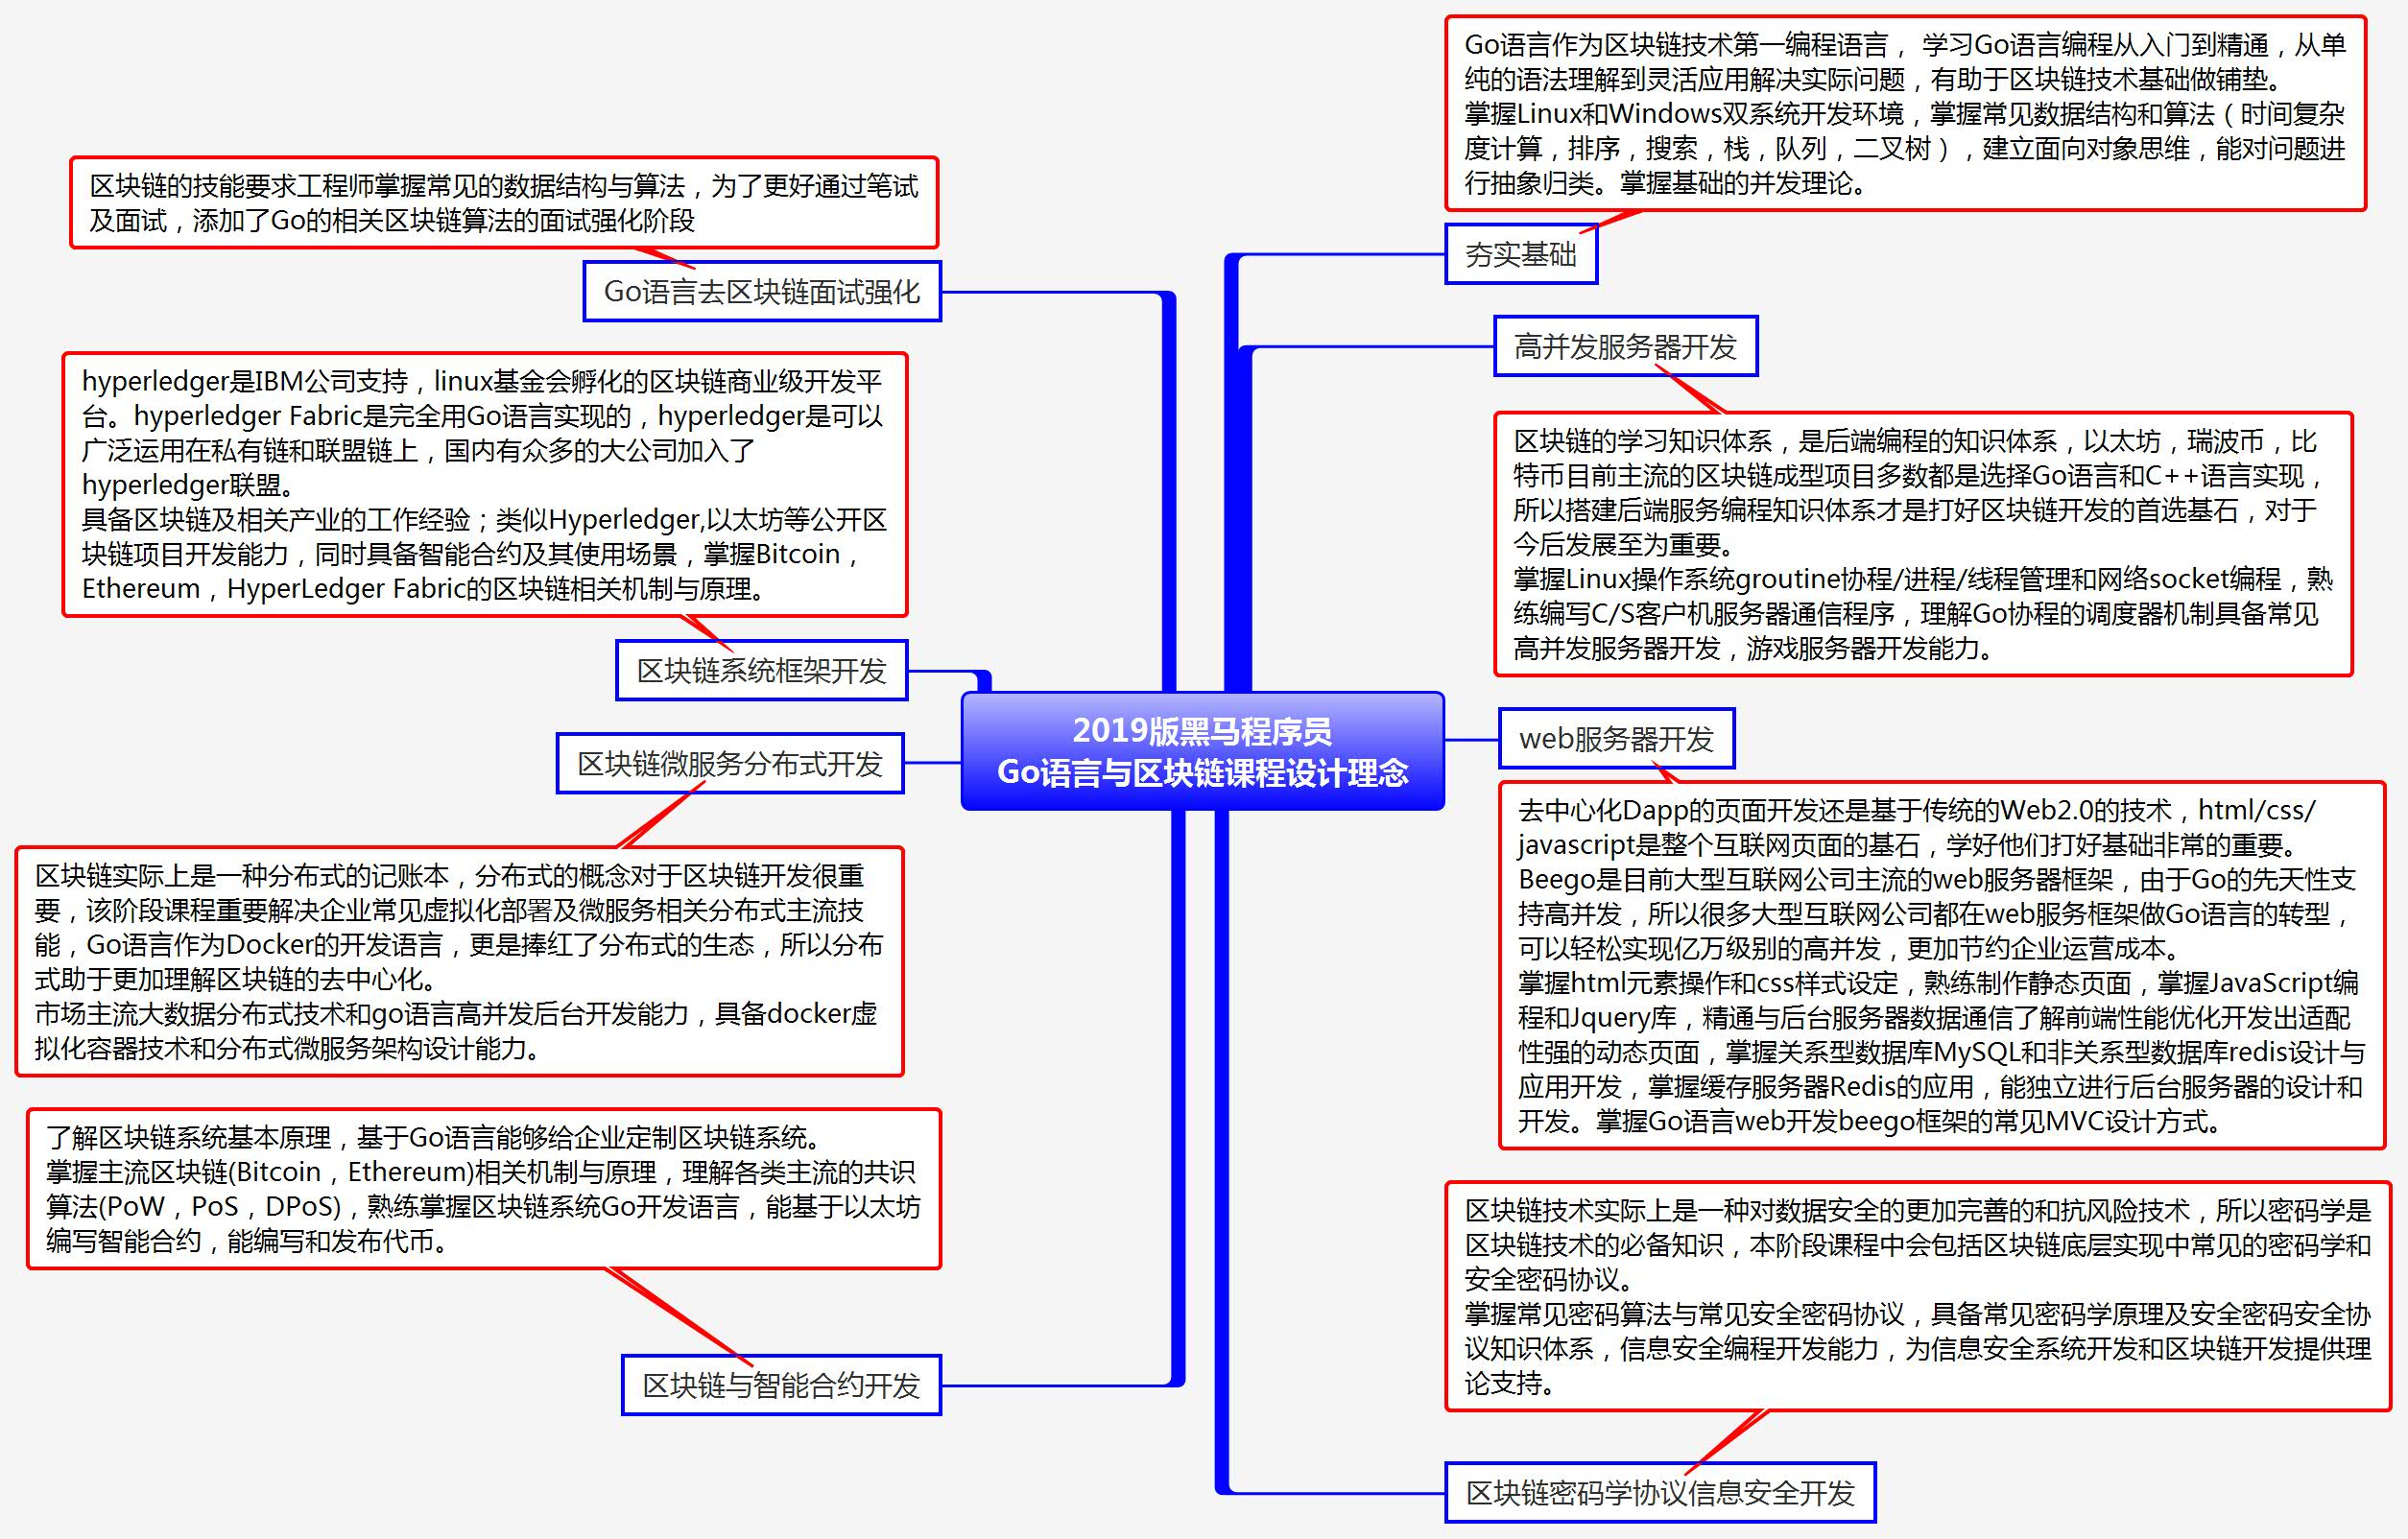 2019版黑马程序员
Go语言与区块链课程设计理念
Go语言作为区块链技术第一编程语言， 学习Go语言编程从入门到精通，从单
纯的语法理解到灵活应用解决实际问题，有助于区块链技术基础做铺垫。
掌握Linux和Windows双系统开发环境，掌握常见数据结构和算法（时间复杂
度计算，排序，搜索，栈，队列，二叉树），建立面向对象思维，能对问题进
行抽象归类。掌握基础的并发理论。
夯实基础
高并发服务器开发
区块链的学习知识体系，是后端编程的知识体系，以太坊，瑞波币，比
特币目前主流的区块链成型项目多数都是选择Go语言和C++语言实现，
所以搭建后端服务编程知识体系才是打好区块链开发的首选基石，对于
今后发展至为重要。
掌握Linux操作系统groutine协程/进程/线程管理和网络socket编程，熟
练编写C/S客户机服务器通信程序，理解Go协程的调度器机制具备常见
高并发服务器开发，游戏服务器开发能力。
web服务器开发
去中心化Dapp的页面开发还是基于传统的Web2.0的技术，html/css/
javascript是整个互联网页面的基石，学好他们打好基础非常的重要。
Beego是目前大型互联网公司主流的web服务器框架，由于Go的先天性支
持高并发，所以很多大型互联网公司都在web服务框架做Go语言的转型，
可以轻松实现亿万级别的高并发，更加节约企业运营成本。
掌握html元素操作和css样式设定，熟练制作静态页面，掌握JavaScript编
程和Jquery库，精通与后台服务器数据通信了解前端性能优化开发出适配
性强的动态页面，掌握关系型数据库MySQL和非关系型数据库redis设计与
应用开发，掌握缓存服务器Redis的应用，能独立进行后台服务器的设计和
开发。掌握Go语言web开发beego框架的常见MVC设计方式。
区块链技术实际上是一种对数据安全的更加完善的和抗风险技术，所以密码学是
区块链技术的必备知识，本阶段课程中会包括区块链底层实现中常见的密码学和
安全密码协议。
掌握常见密码算法与常见安全密码协议，具备常见密码学原理及安全密码安全协
议知识体系，信息安全编程开发能力，为信息安全系统开发和区块链开发提供理
论支持。
区块链密码学协议信息安全开发
区块链的技能要求工程师掌握常见的数据结构与算法，为了更好通过笔试
及面试，添加了Go的相关区块链算法的面试强化阶段
Go语言去区块链面试强化
hyperledger是IBM公司支持，linux基金会孵化的区块链商业级开发平
台。hyperledger Fabric是完全用Go语言实现的，hyperledger是可以
广泛运用在私有链和联盟链上，国内有众多的大公司加入了
hyperledger联盟。
具备区块链及相关产业的工作经验；类似Hyperledger,以太坊等公开区
块链项目开发能力，同时具备智能合约及其使用场景，掌握Bitcoin，
Ethereum，HyperLedger Fabric的区块链相关机制与原理。
区块链系统框架开发
区块链微服务分布式开发
区块链实际上是一种分布式的记账本，分布式的概念对于区块链开发很重
要，该阶段课程重要解决企业常见虚拟化部署及微服务相关分布式主流技
能，Go语言作为Docker的开发语言，更是捧红了分布式的生态，所以分布
式助于更加理解区块链的去中心化。
市场主流大数据分布式技术和go语言高并发后台开发能力，具备docker虚
拟化容器技术和分布式微服务架构设计能力。
了解区块链系统基本原理，基于Go语言能够给企业定制区块链系统。
掌握主流区块链(Bitcoin，Ethereum)相关机制与原理，理解各类主流的共识
算法(PoW，PoS，DPoS)，熟练掌握区块链系统Go开发语言，能基于以太坊
编写智能合约，能编写和发布代币。
区块链与智能合约开发